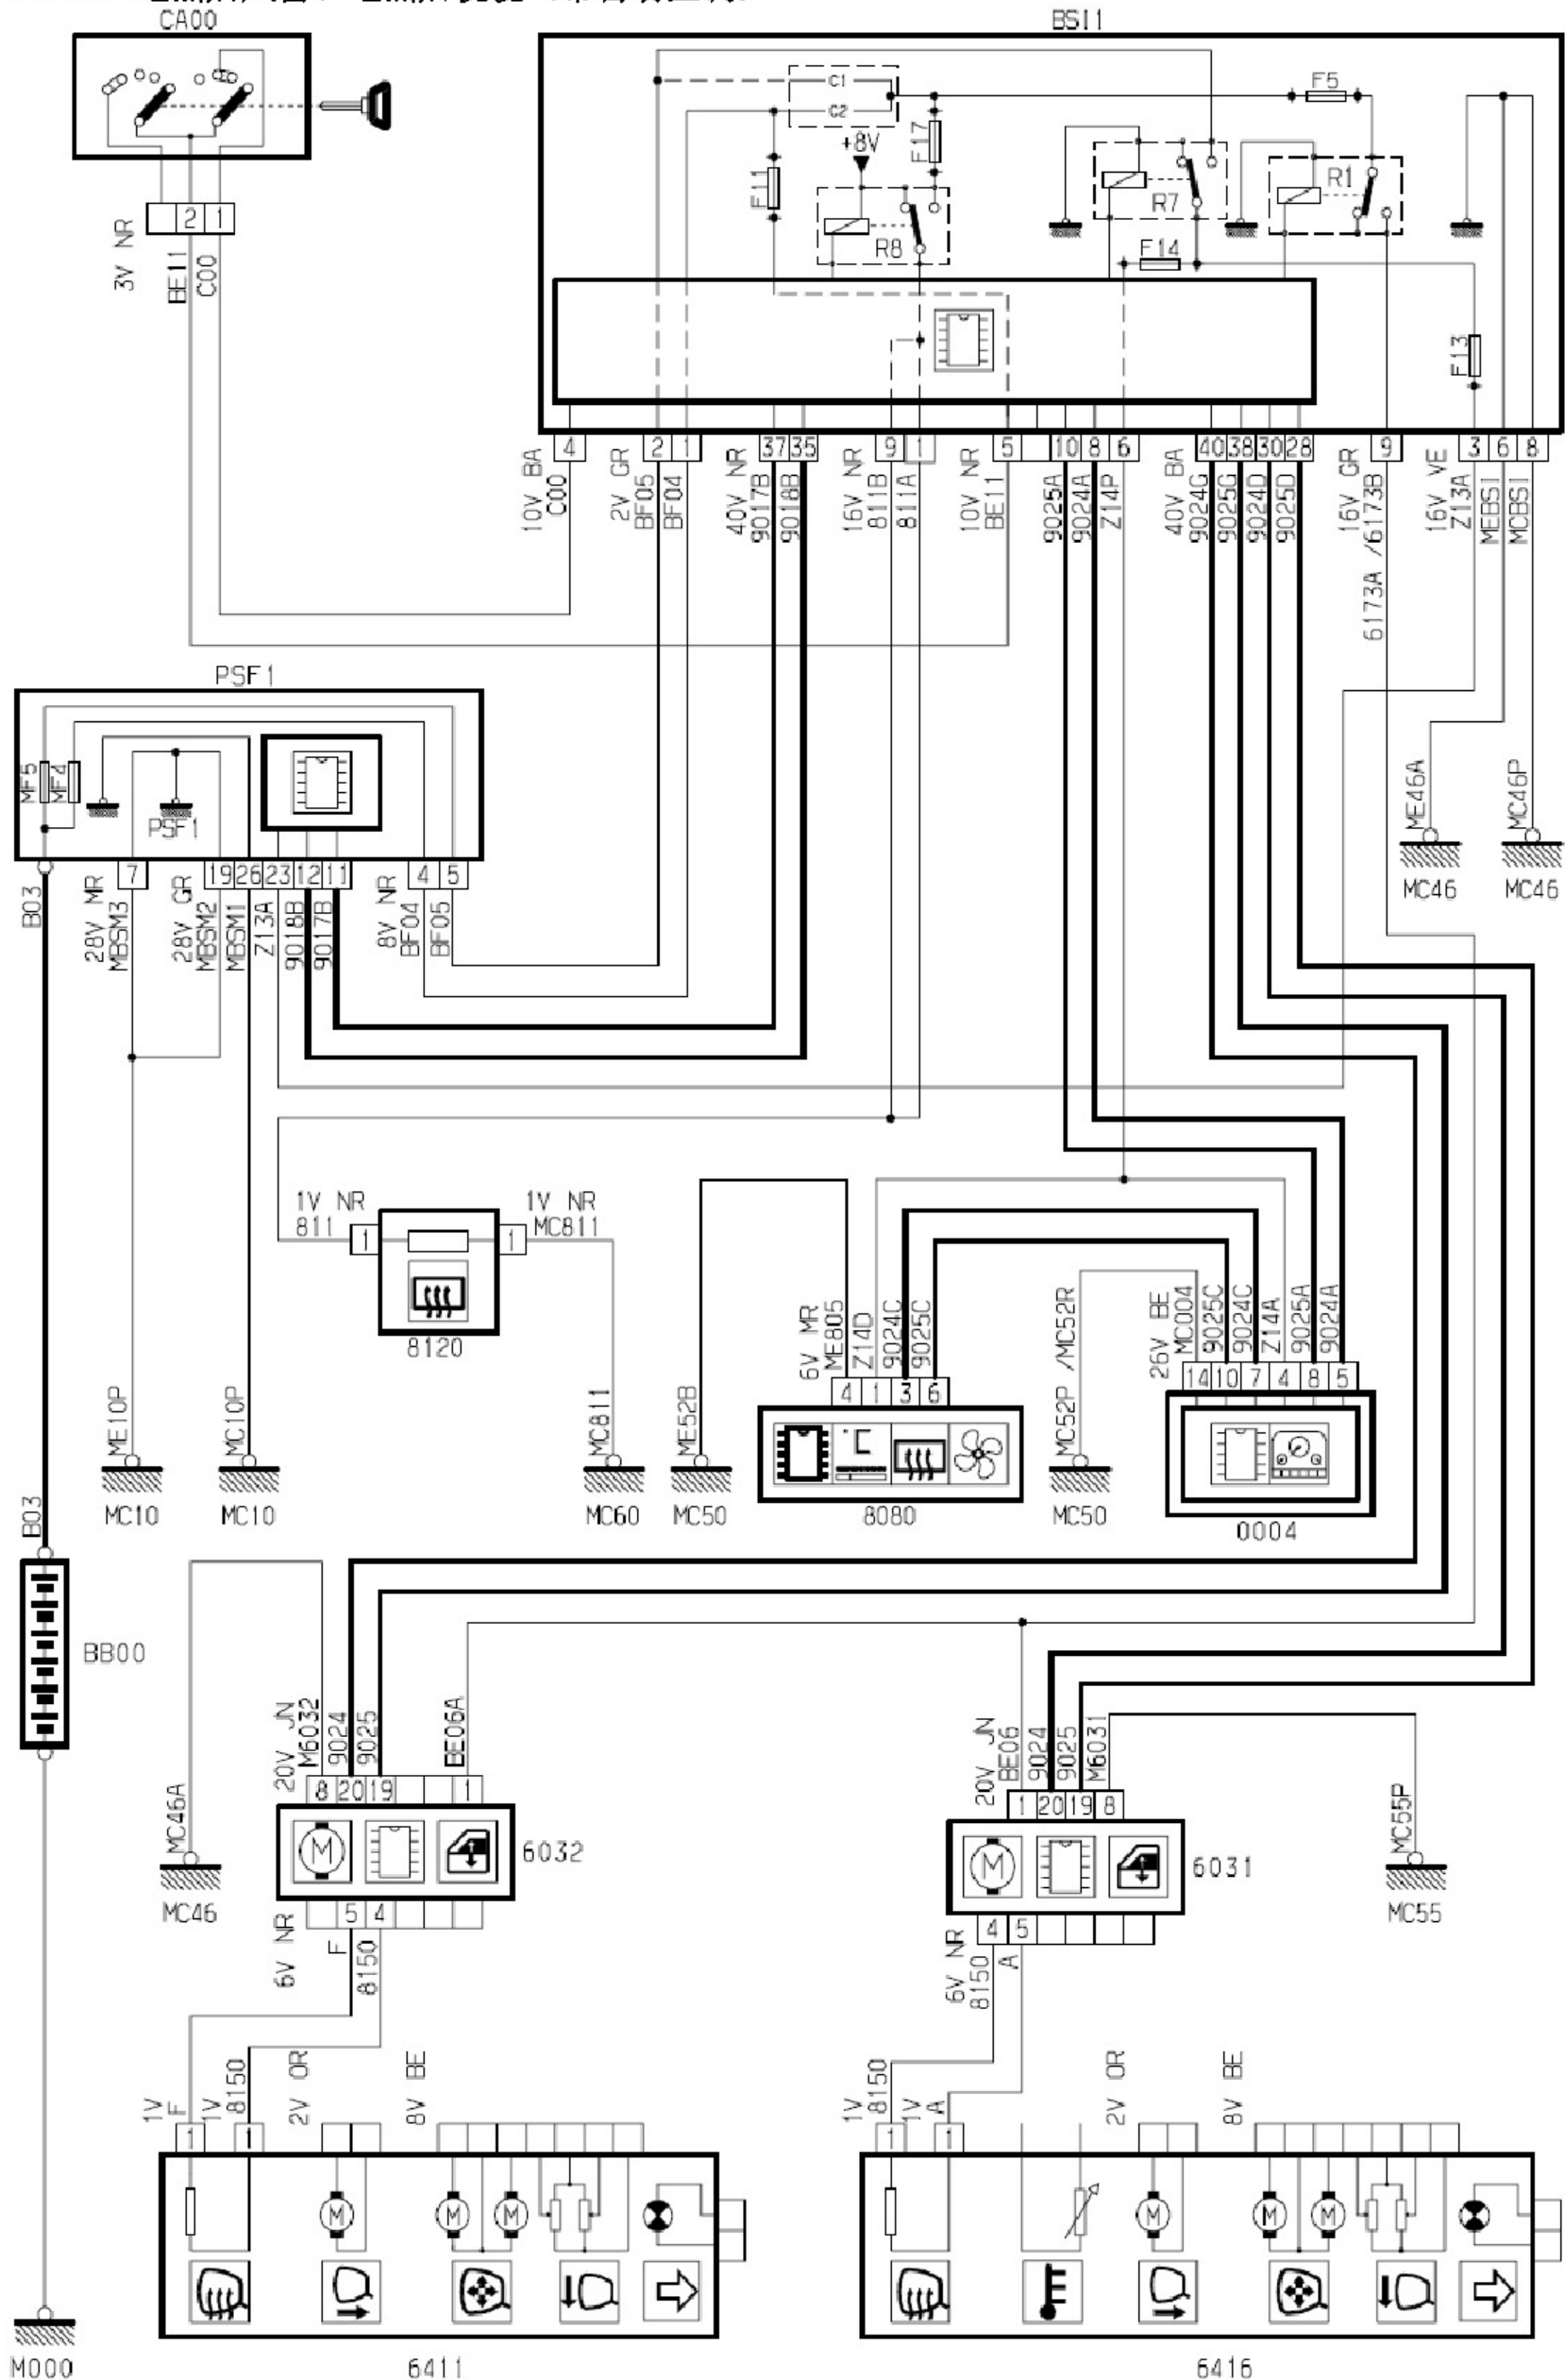 CA00
BSI1
C1
C2
F5
+8V
F17
F11
R8
R7
R1
F14
F13
2 1
3V NR
BE11
C00
4
2 1
37 35
9 1
5
10 8 6
40 38 30 28
9
3 6 8
10V BA
C00
2V GR
BF05
BF04
40V NR
9017B
9018B
16V NR
811B
811A
10V NR
BE11
9025A
9024A
Z14P
40V BA
9024G
9025G
9024D
9025D
16V GR
6173A /6173B
16V VE
Z13A
MEBSI
MCBSI
PSF1
MF5
MF4
PSF1
7
19 26 23 12 11
4 5
B03
28V MR
MBSM3
28V GR
MBSM2
MBSM1
Z13A
9018B
9017B
8V NR
BF04
BF05
ME46A
MC46P
MC46
MC46
1V NR
811
1
1
1V NR
MC811
8120
6V MR
ME805
Z14D
9024C
9025C
4 1 3 6
°C
8080
MC52P /MC52R
26V BE
MC004
9025C
9024C
Z14A
9025A
9024A
14 10 7 4 8 5
0004
ME10P
MC10P
MC811
ME52B
MC10
MC10
MC60
MC50
MC50
B03
BB00
20V JN
M6032
9024
9025
BE06A
8 20 19 1
M
6032
5 4
MC46A
MC46
6V NR
F
8150
20V JN
BE06
9024
9025
M6031
1 20 19 8
M
6031
4 5
MC55P
MC55
6V NR
8150
A
1V
F
1V
8150
2V OR
8V BE
1
1
M
M
M
6411
1V
8150
1V
A
2V OR
8V BE
1
1
M
M
M
6416
M000